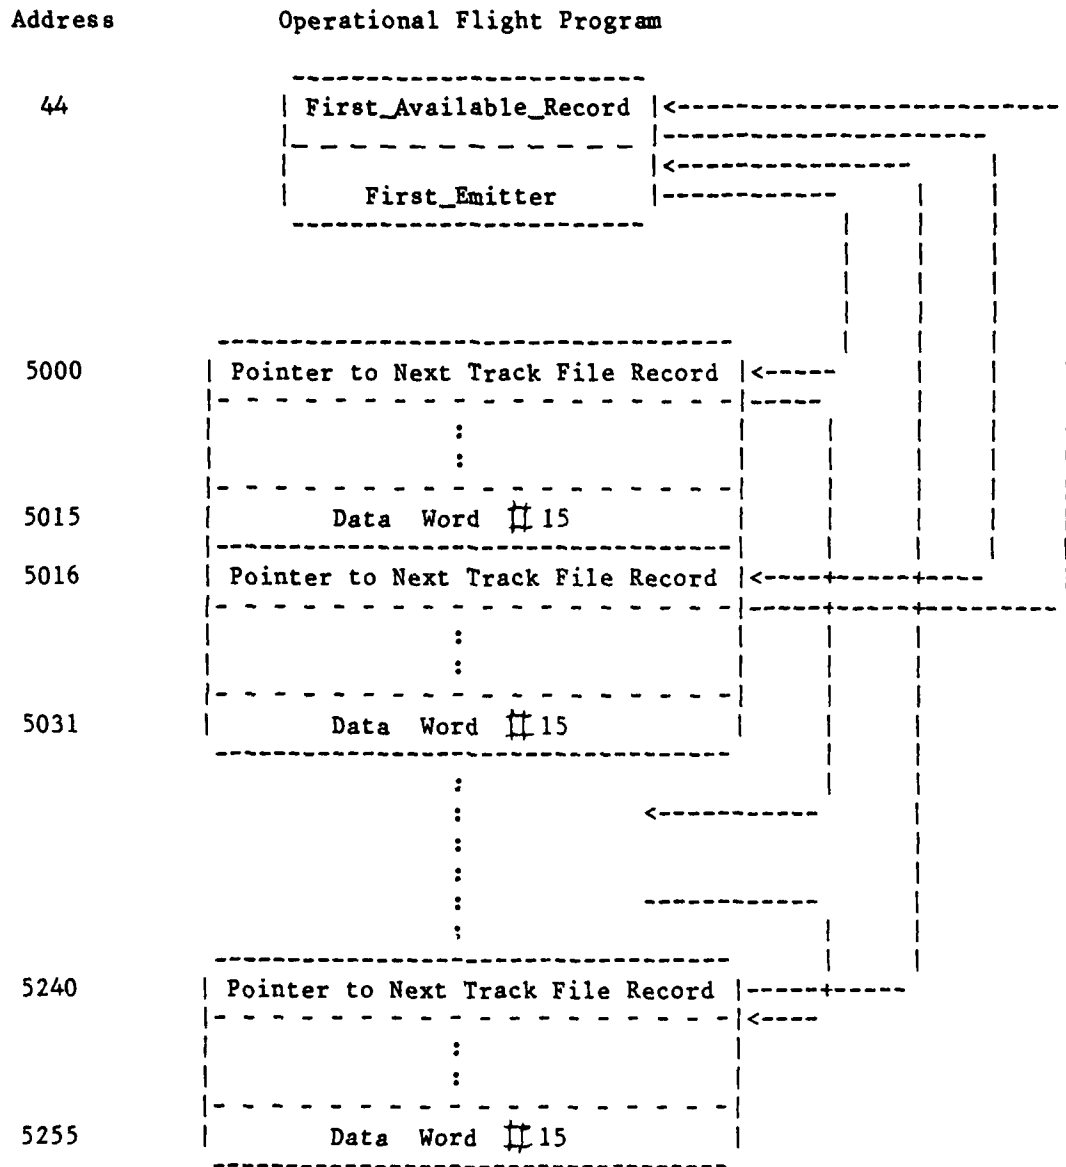 Address Operational Flight Program
44 First_Available_Record
First_Emitter
5000 Pointer to Next Track File Record
5015 Data Word #15
5016 Pointer to Next Track File Record
5031 Data Word #15
5240 Pointer to Next Track File Record
5255 Data Word #15